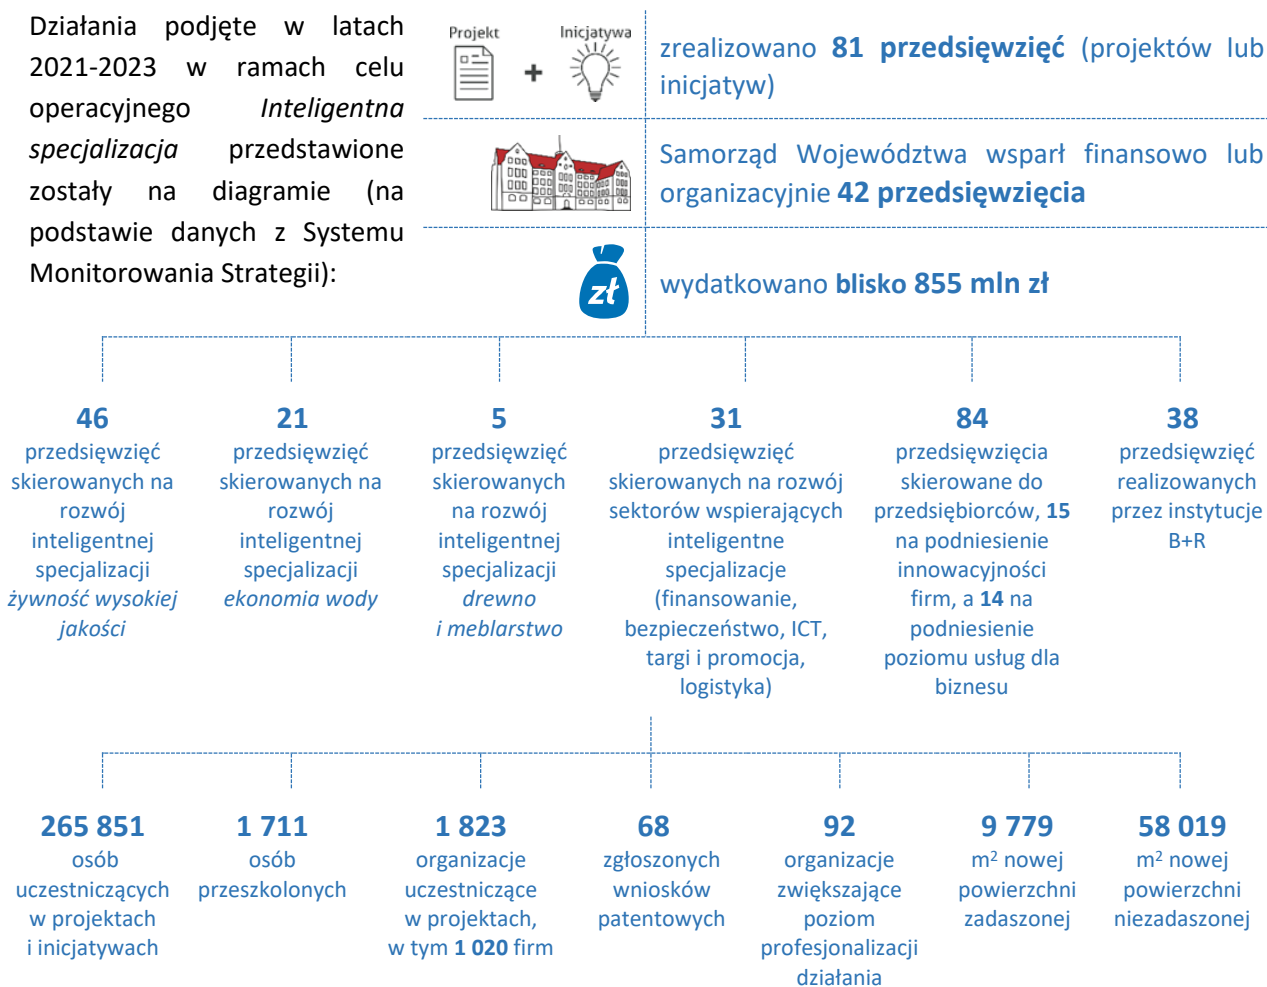 Działania podjęte w latach
2021-2023 w ramach celu
operacyjnego Inteligentna
specjalizacja przedstawione
zostały na diagramie (na
podstawie danych z Systemu
Monitorowania Strategii):
Projekt
+
Inicjatywa
zrealizowano 81 przedsięwzięć (projektów lub
inicjatyw)
Samorząd Województwa wsparł finansowo lub
organizacyjnie 42 przedsięwzięcia
zł
wydatkowano blisko 855 mln zł
46
przedsięwzięć
skierowanych na
rozwój
inteligentnej
specjalizacji
żywność wysokiej
jakości
21
przedsięwzięć
skierowanych na
rozwój
inteligentnej
specjalizacji
ekonomia wody
5
przedsięwzięć
skierowanych
na rozwój
inteligentnej
specjalizacji
drewno
i meblarstwo
31
przedsięwzięć
skierowanych na rozwój
sektorów wspierających
inteligentne
specjalizacje
(finansowanie,
bezpieczeństwo, ICT,
targi i promocja,
logistyka)
84
przedsięwzięcia
skierowane do
przedsiębiorców, 15
na podniesienie
innowacyjności
firm, a 14 na
podniesienie
poziomu usług dla
biznesu
38
przedsięwzięć
realizowanych
przez instytucje
B+R
265 851
osób
uczestniczących
w projektach
i inicjatywach
1 711
osób
przeszkolonych
1 823
organizacje
uczestniczące
w projektach,
w tym 1 020 firm
68
zgłoszonych
wniosków
patentowych
92
organizacje
zwiększające
poziom
profesjonalizacji
działania
9 779
m² nowej
powierzchni
zadaszonej
58 019
m² nowej
powierzchni
niezadaszonej